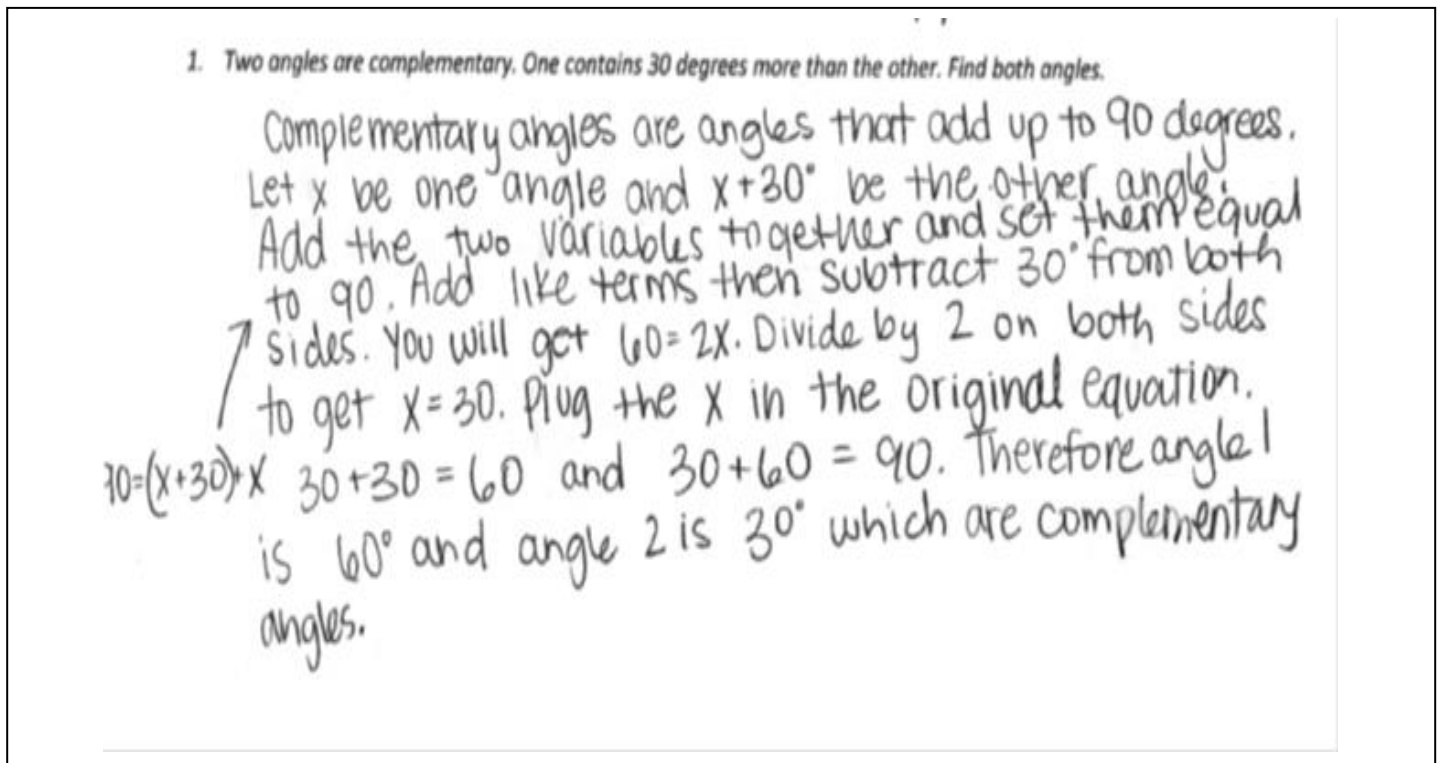 1. Two angles are complementary. One contains 30 degrees more than the other. Find both angles.
Complementary angles are angles that add up to 90 degrees.
Let x be one angle and x+30° be the other angle.
Add the two variables together and set them equal
to 90. Add like terms then subtract 30° from both
sides. You will get 60=2x. Divide by 2 on both sides
to get x=30. Plug the x in the original equation.
90=(x+30)+x 30+30=60 and 30+60=90. Therefore angle 1
is 60° and angle 2 is 30° which are complementary
angles.